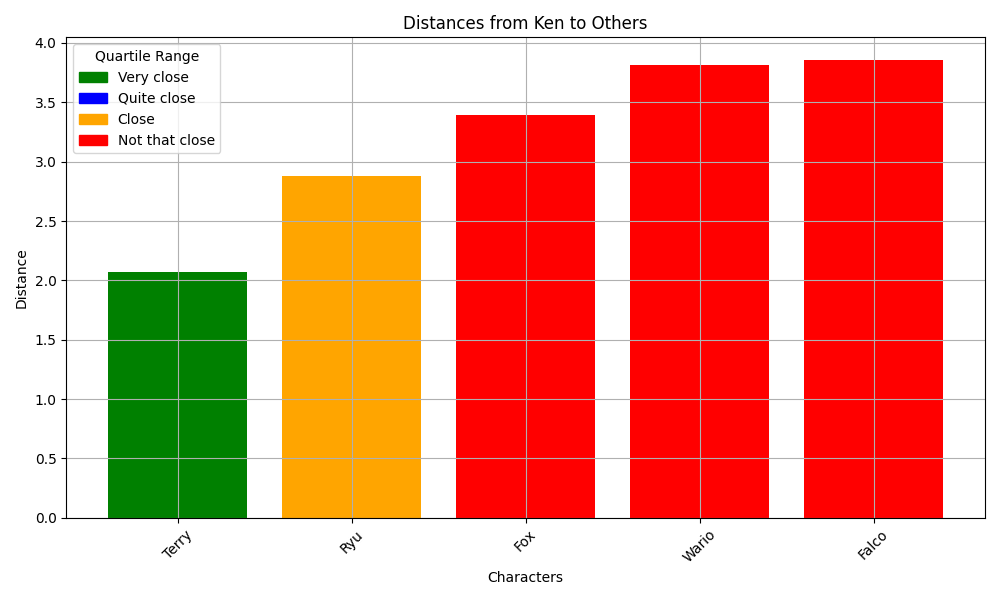 Distances from Ken to Others
Quartile Range
Very close
Quite close
Close
Not that close
Distance
4.0
3.5
3.0
2.5
2.0
1.5
1.0
0.5
0.0
Terry
Ryu
Fox
Wario
Falco
Characters